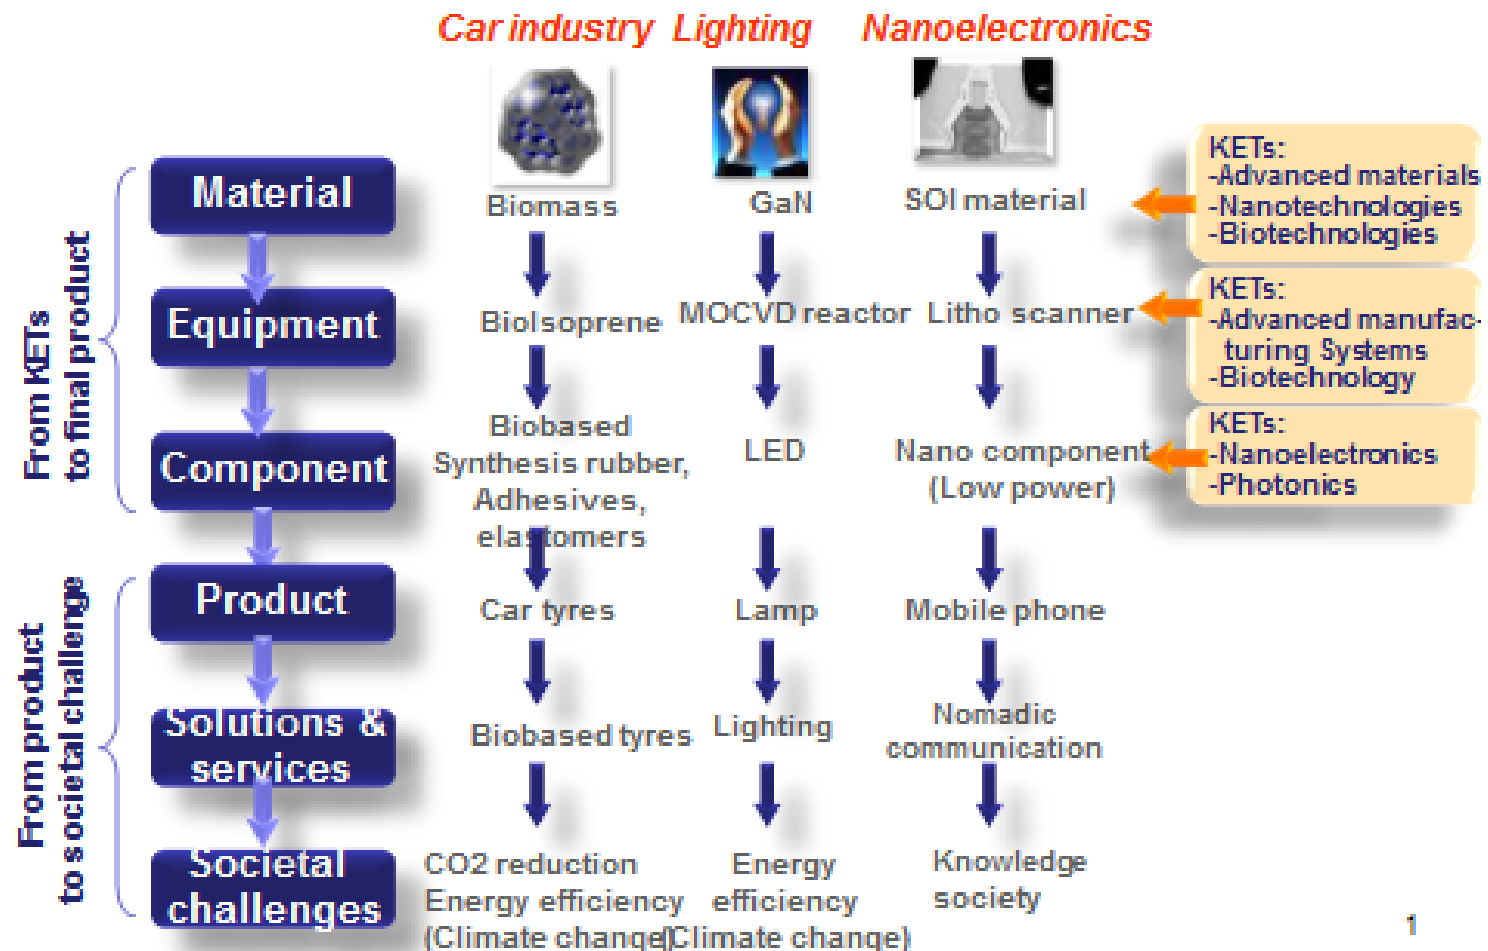 Car industry Lighting Nanoelectronics
Material
Biomass
GaN
SOI material
KETs:
-Advanced materials
-Nanotechnologies
-Biotechnologies
From KETs
to final product
Equipment
BioIsoprene
MOCVD reactor
Litho scanner
KETs:
-Advanced manufac-
turing Systems
-Biotechnology
Component
Biobased
Synthesis rubber,
Adhesives,
elastomers
LED
Nano component
(Low power)
KETs:
-Nanoelectronics
-Photonics
From product
to societal challenge
Product
Car tyres
Lamp
Mobile phone
Solutions &
services
Biobased tyres
Lighting
Nomadic
communication
Societal
challenges
CO2 reduction
Energy efficiency
(Climate change)
Energy
efficiency
(Climate change)
Knowledge
society
1